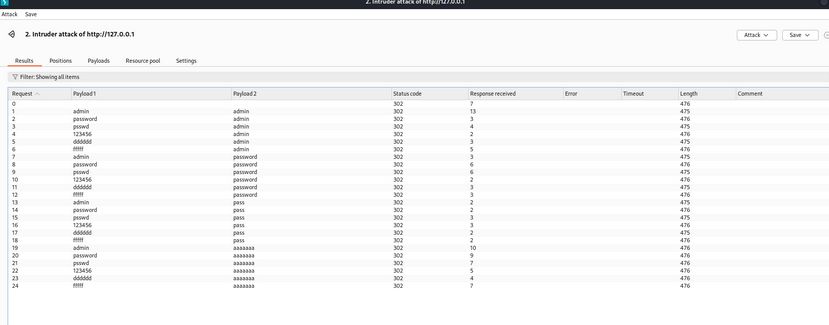 2. Intruder attack of http://127.0.0.1
Attack Save
2. Intruder attack of http://127.0.0.1
Attack Save
Results Positions Payloads Resource pool Settings
Filter: Showing all items
Request Payload 1 Payload 2 Status code Response received Error Timeout Length Comment
0 302 7 476
1 admin admin 302 13 475
2 password admin 302 3 476
3 psswd admin 302 4 475
4 123456 admin 302 2 476
5 dddddd admin 302 3 476
6 ffffff admin 302 5 476
7 admin password 302 3 476
8 password password 302 6 476
9 psswd password 302 6 475
10 123456 password 302 2 476
11 dddddd password 302 3 475
12 ffffff password 302 3 476
13 admin pass 302 2 475
14 password pass 302 2 476
15 psswd pass 302 3 475
16 123456 pass 302 3 476
17 dddddd pass 302 2 475
18 ffffff pass 302 2 476
19 admin aaaaaaa 302 10 476
20 password aaaaaaa 302 9 476
21 psswd aaaaaaa 302 7 476
22 123456 aaaaaaa 302 5 476
23 dddddd aaaaaaa 302 4 476
24 ffffff aaaaaaa 302 7 476